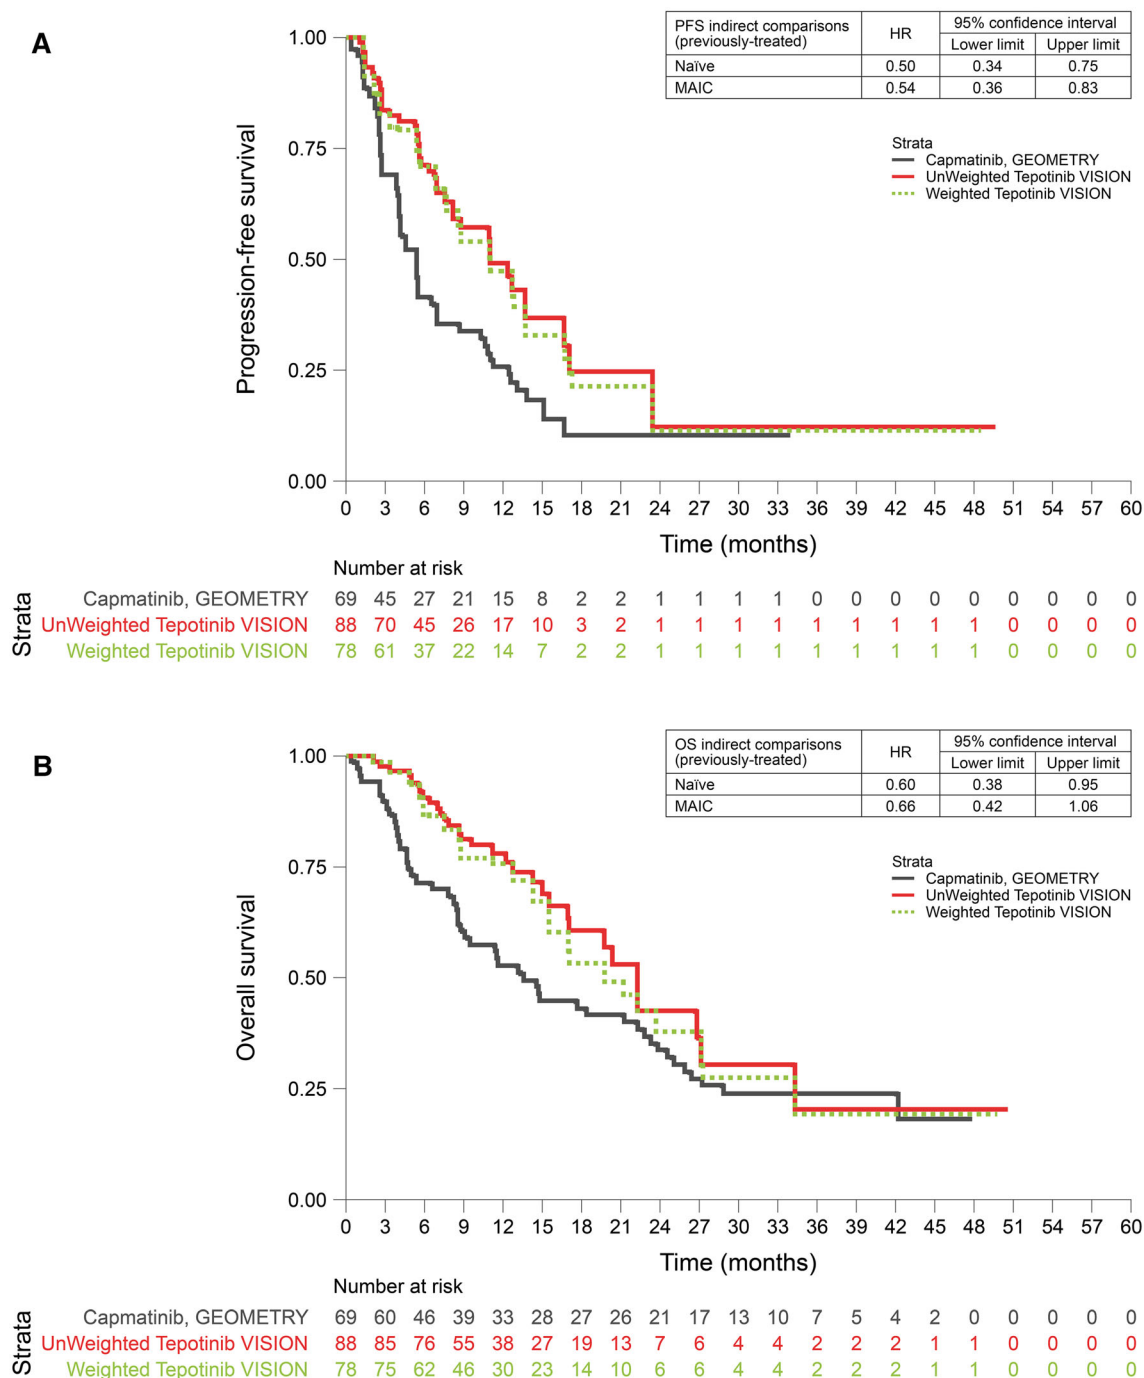 A
PFS indirect comparisons (previously-treated) HR 95% confidence interval
Lower limit Upper limit
Naïve 0.50 0.34 0.75
MAIC 0.54 0.36 0.83
Strata
Capmatinib, GEOMETRY
UnWeighted Tepotinib VISION
Weighted Tepotinib VISION
Progression-free survival
1.00
0.75
0.50
0.25
0.00
0 3 6 9 12 15 18 21 24 27 30 33 36 39 42 45 51 54 57 60
Time (months)
Number at risk
Strata
Capmatinib, GEOMETRY 69 45 27 21 15 8 2 2 1 1 1 1 0 0 0 0 0 0 0 0 0
UnWeighted Tepotinib VISION 88 70 45 26 17 10 3 2 1 1 1 1 1 1 1 1 1 0 0 0 0
Weighted Tepotinib VISION 78 61 37 22 14 7 2 2 1 1 1 1 1 1 1 1 1 0 0 0 0
B
OS indirect comparisons (previously-treated) HR 95% confidence interval
Lower limit Upper limit
Naïve 0.60 0.38 0.95
MAIC 0.66 0.42 1.06
Strata
Capmatinib, GEOMETRY
UnWeighted Tepotinib VISION
Weighted Tepotinib VISION
Overall survival
1.00
0.75
0.50
0.25
0.00
0 3 6 9 12 15 18 21 24 27 30 33 36 39 42 45 48 51 54 57 60
Time (months)
Number at risk
Strata
Capmatinib, GEOMETRY 69 60 46 39 33 28 27 26 21 17 13 10 7 5 4 2 0 0 0 0 0
UnWeighted Tepotinib VISION 88 85 76 55 38 27 19 13 7 6 4 4 2 2 2 1 1 0 0 0 0
Weighted Tepotinib VISION 78 75 62 46 30 23 14 10 6 6 4 4 2 2 2 1 1 0 0 0 0